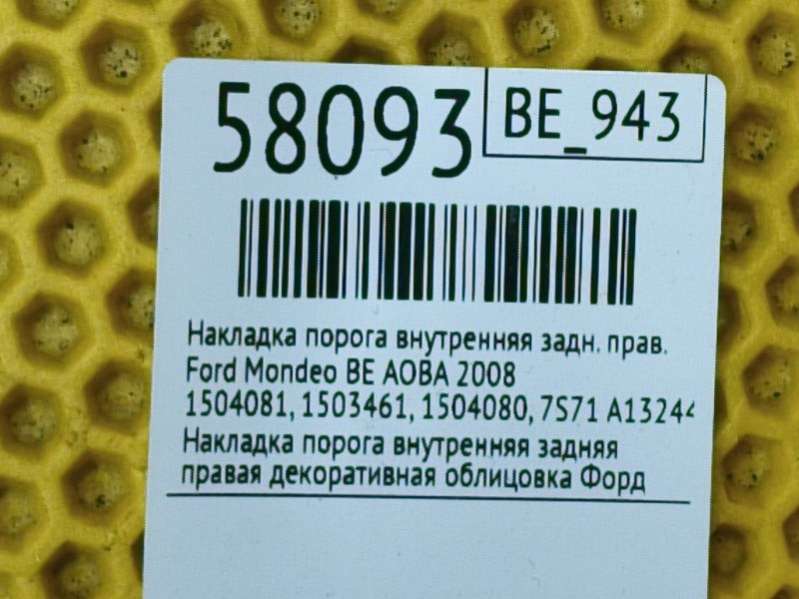 58093
BE_943
Накладка порога внутренняя задн. прав.
Ford Mondeo BE AOBA 2008
1504081, 1503461, 1504080, 7S71 A13244
Накладка порога внутренняя задняя
правая декоративная облицовка Форд